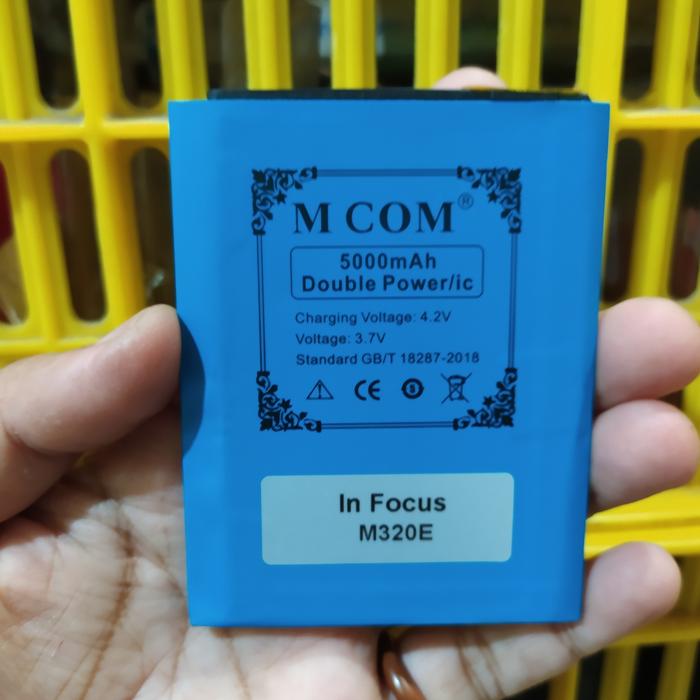 M COM®
5000mAh
Double Power/ic
Charging Voltage: 4.2V
Voltage: 3.7V
Standard GB/T 18287-2018
CE
In Focus
M320E